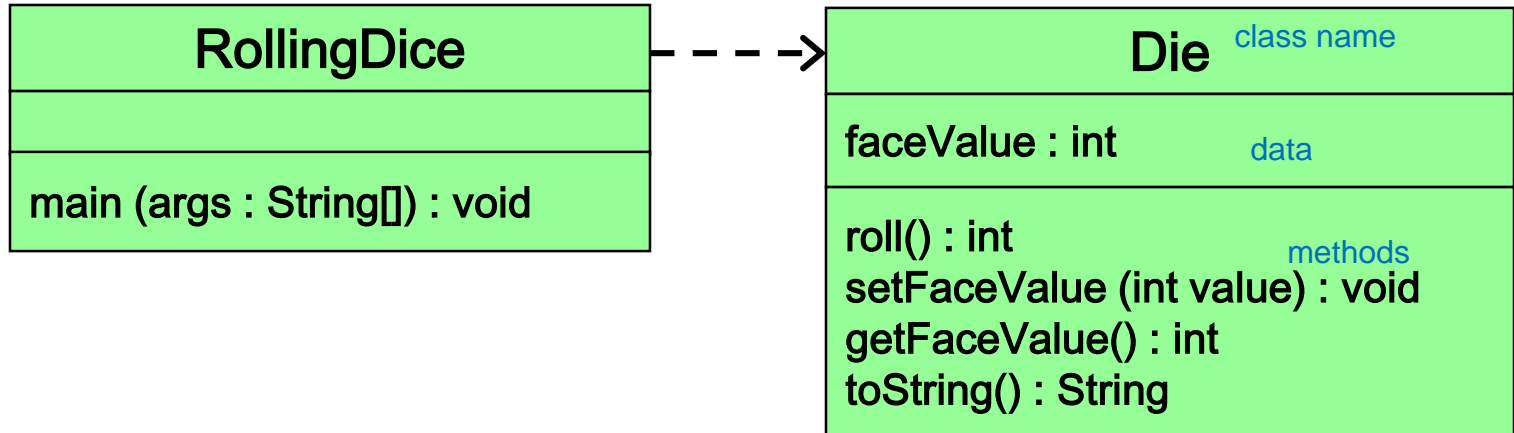 RollingDice
main (args : String[]) : void
Die class name
faceValue : int data
roll() : int
methods
setFaceValue (int value) : void
getFaceValue() : int
toString() : String